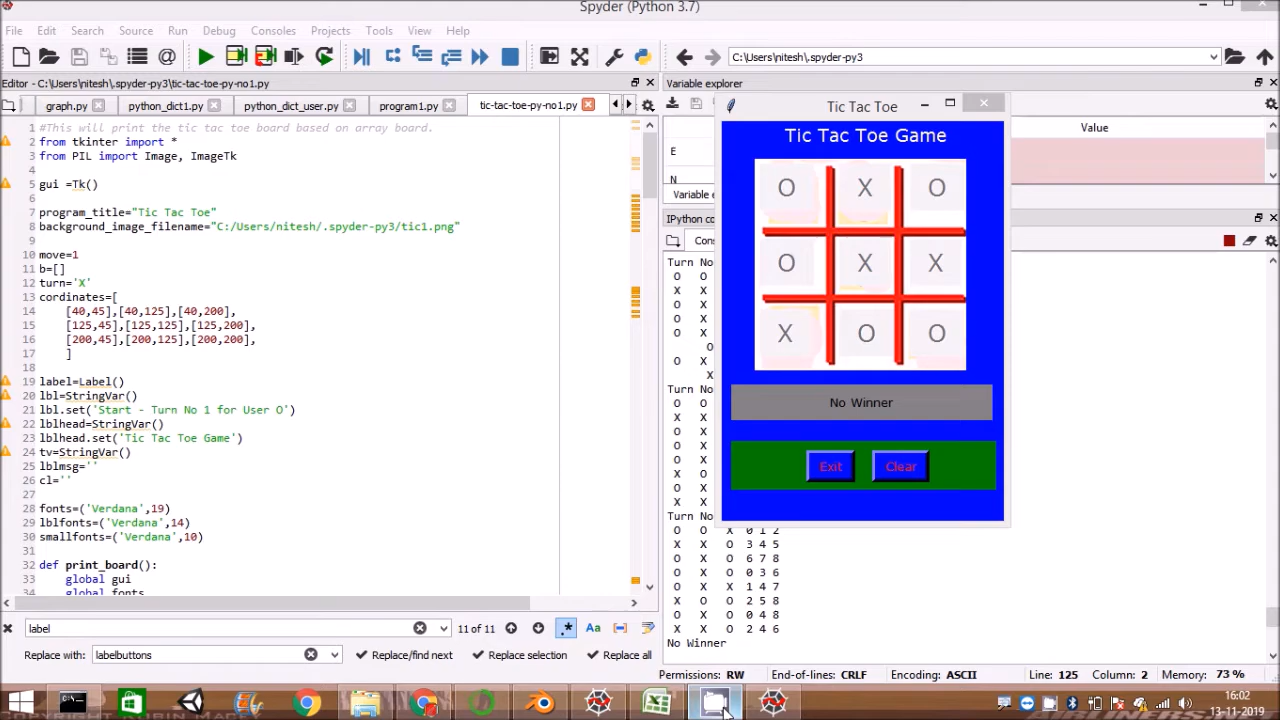 Spyder (Python 3.7)
File Edit Search Source Run Debug Consoles Projects Tools View Help
C:\Users\nitesh\.spyder-py3
Editor - C:\Users\nitesh\.spyder-py3\tic-tac-toe-py-no1.py
Variable explorer
graph.py python_dict1.py python_dict_user.py program1.py tic-tac-toe-py-no1.py
1 #This will print the tic tac toe board based on array board.
2 from tkinter import *
3 from PIL import Image, ImageTk
4
5 gui =Tk()
6
7 program_title="Tic Tac Toe"
8 background_image_filename="C:/Users/nitesh/.spyder-py3/tic1.png"
9
10 move=1
11 b=[]
12 turn='X'
13 cordinates=[
14 [40,45],[40,125],[40,200],
15 [125,45],[125,125],[125,200],
16 [200,45],[200,125],[200,200],
17 ]
18
19 label=Label()
20 lbl=StringVar()
21 lbl.set('Start - Turn No 1 for User O')
22 lblhead=StringVar()
23 lblhead.set('Tic Tac Toe Game')
24 tv=StringVar()
25 lblmsg=''
26 cl=''
27
28 fonts=('Verdana',19)
29 lblfonts=('Verdana',14)
30 smallfonts=('Verdana',10)
31
32 def print_board():
33 global gui
34 global fonts
label
11 of 11
Aa
Replace with: labelbuttons
Replace/find next Replace selection Replace all
Value
E
N
Variable e
IPython co
Cons
Tic Tac Toe
Tic Tac Toe Game
O X O
O X X
X O O
No Winner
Exit Clear
Turn No
O O
X X
O O
O X
O X
O
O X
X
Turn No
O O
X X
O O
O X
X O
O X
O X
X X
Turn No
O O X 0 1 2
X X O 3 4 5
O X O 6 7 8
O X O 0 3 6
O X X 1 4 7
X O O 2 5 8
O X O 0 4 8
X X O 2 4 6
No Winner
Permissions: RW End-of-lines: CRLF Encoding: ASCII Line: 125 Column: 2 Memory: 73 %
16:02
13-11-2019